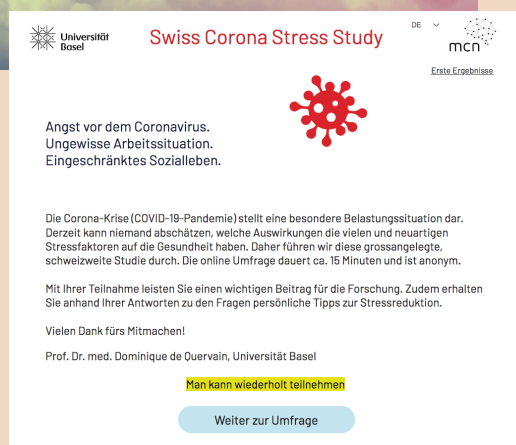 Universität
Basel
Swiss Corona Stress Study
DE
mcn
Erste Ergebnisse
Angst vor dem Coronavirus.
Ungewisse Arbeitssituation.
Eingeschränktes Sozialleben.
Die Corona-Krise (COVID-19-Pandemie) stellt eine besondere Belastungssituation dar.
Derzeit kann niemand abschätzen, welche Auswirkungen die vielen und neuartigen
Stressfaktoren auf die Gesundheit haben. Daher führen wir diese grossangelegte,
schweizweite Studie durch. Die online Umfrage dauert ca. 15 Minuten und ist anonym.
Mit Ihrer Teilnahme leisten Sie einen wichtigen Beitrag für die Forschung. Zudem erhalten
Sie anhand Ihrer Antworten zu den Fragen persönliche Tipps zur Stressreduktion.
Vielen Dank fürs Mitmachen!
Prof. Dr. med. Dominique de Quervain, Universität Basel
Man kann wiederholt teilnehmen
Weiter zur Umfrage